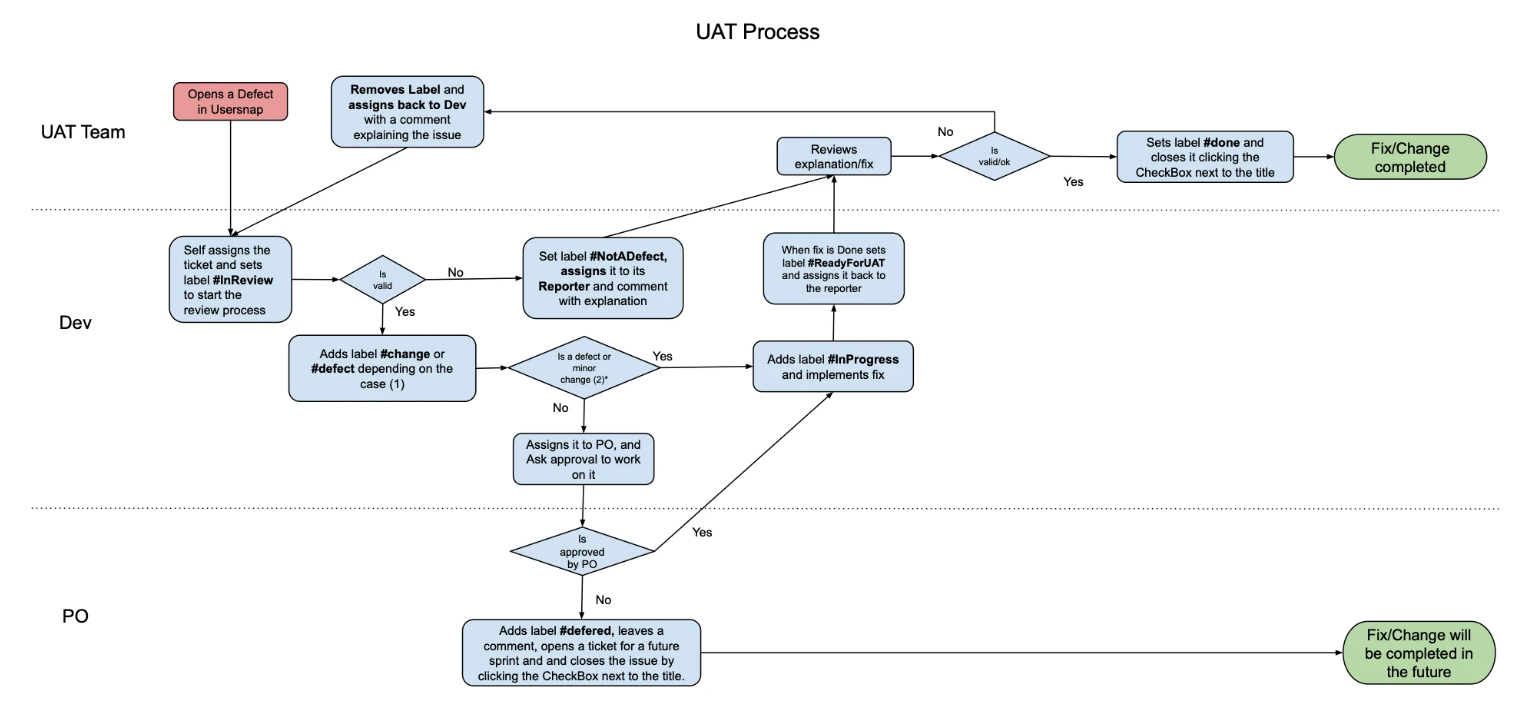 UAT Process
UAT Team
Opens a Defect
in Usersnap
Removes Label and
assigns back to Dev
with a comment
explaining the issue
Reviews
explanation/fix
No
Is
valid/ok
Yes
Sets label #done and
closes it clicking the
CheckBox next to the title
Fix/Change
completed
Dev
Self assigns the
ticket and sets
label #InReview
to start the
review process
Is
valid
No
Yes
Set label #NotADefect,
assigns it to its
Reporter and comment
with explanation
When fix is Done sets
label #ReadyForUAT
and assigns it back to
the reporter
Adds label #change or
#defect depending on the
case (1)
Is a defect or
minor
change (2)*
Yes
No
Adds label #InProgress
and implements fix
Assigns it to PO, and
Ask approval to work
on it
PO
Is
approved
by PO
Yes
No
Adds label #defered, leaves a
comment, opens a ticket for a future
sprint and and closes the issue by
clicking the CheckBox next to the title.
Fix/Change will
be completed in
the future